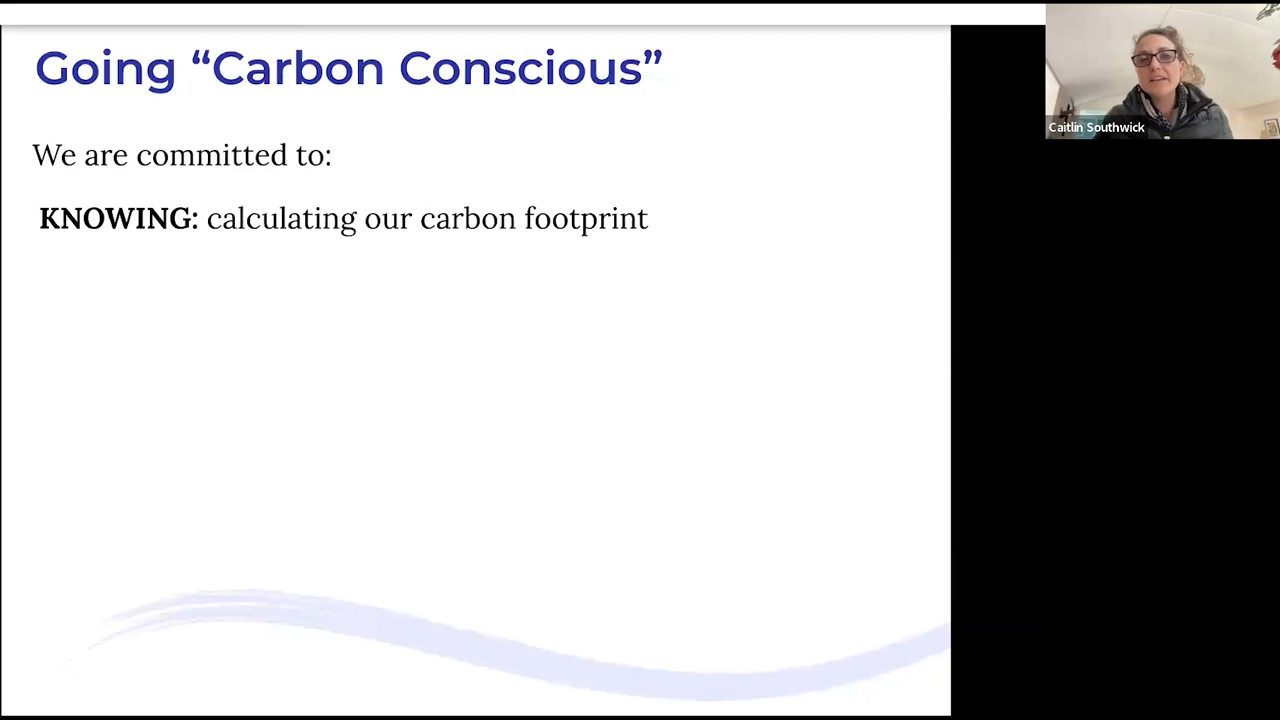 Going “Carbon Conscious”
We are committed to:
KNOWING: calculating our carbon footprint
Caitlin Southwick